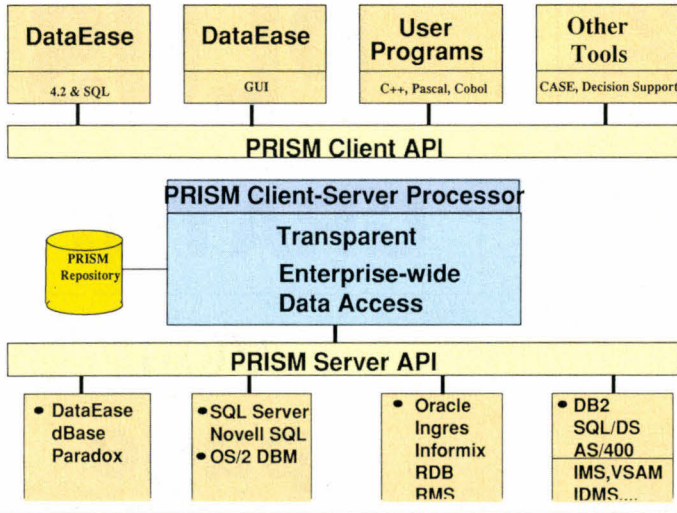 DataEase
4.2 & SQL
DataEase
GUI
User
Programs
C++, Pascal, Cobol
Other
Tools
CASE, Decision Support
PRISM Client API
PRISM Client-Server Processor
Transparent
Enterprise-wide
Data Access
PRISM
Repository
PRISM Server API
• DataEase
dBase
Paradox
• SQL Server
Novell SQL
• OS/2 DBM
• Oracle
Ingres
Informix
RDB
RMS
• DB2
SQL/DS
AS/400
IMS,VSAM
IDMS....